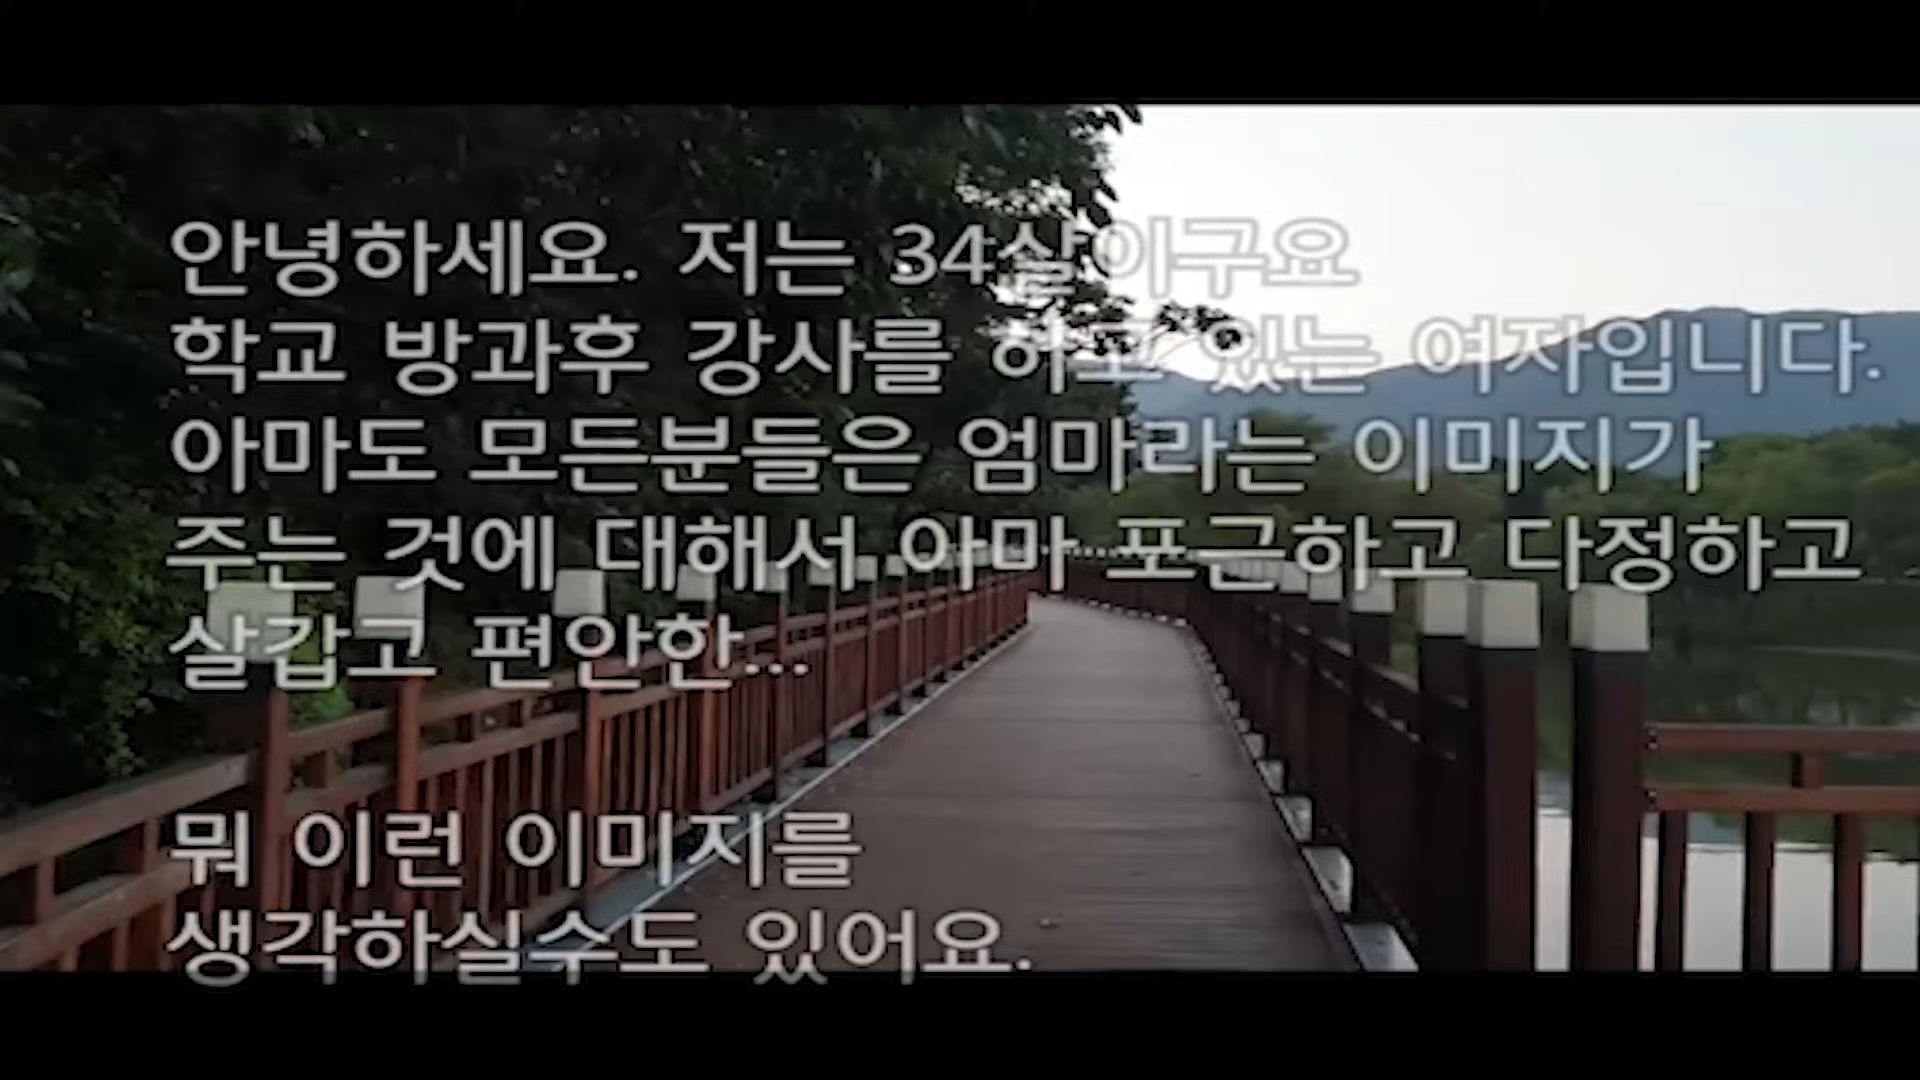 안녕하세요. 저는 34살이구요
학교 방과후 강사를 하고 있는 여자입니다.
아마도 모든분들은 엄마라는 이미지가
주는 것에 대해서 아마 포근하고 다정하고
살갑고 편안한...
뭐 이런 이미지를
생각하실수도 있어요.